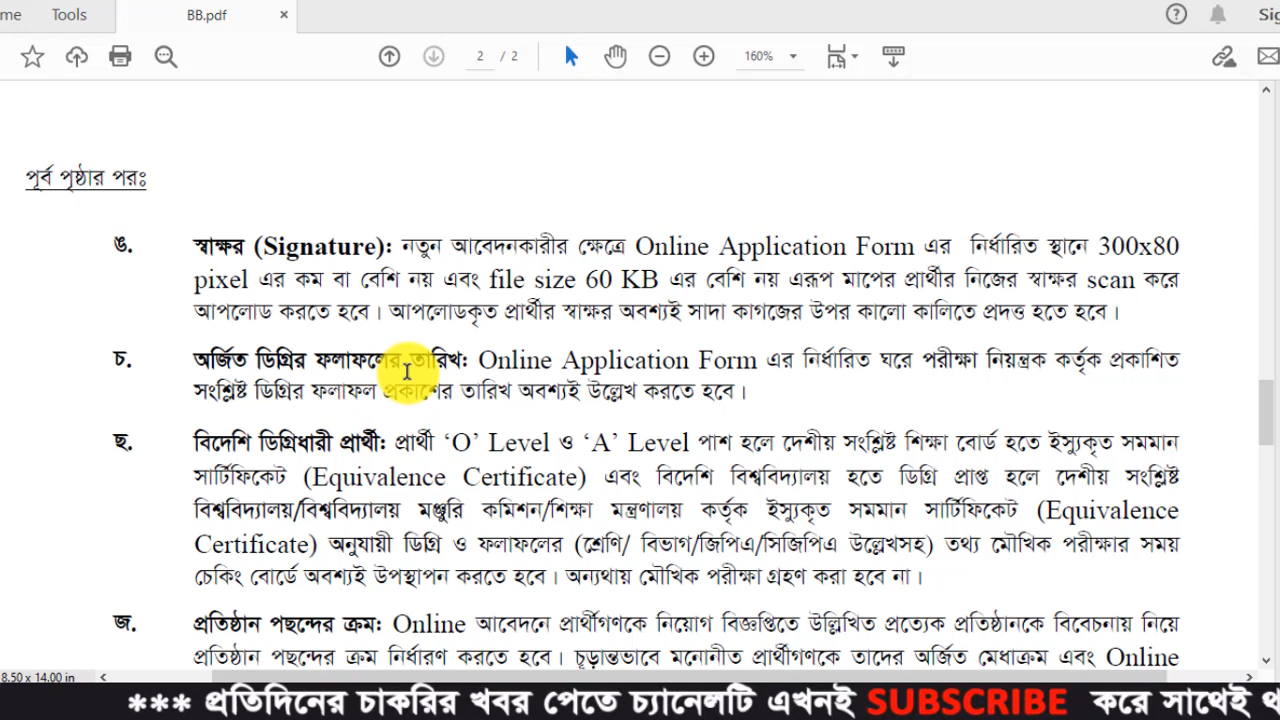 me Tools BB.pdf × Sig
2 / 2 160%
পূর্ব পৃষ্ঠার পরঃ
ঙ. স্বাক্ষর (Signature): নতুন আবেদনকারীর ক্ষেত্রে Online Application Form এর নির্ধারিত স্থানে 300x80
pixel এর কম বা বেশি নয় এবং file size 60 KB এর বেশি নয় এরূপ মাপের প্রার্থীর নিজের স্বাক্ষর scan করে
আপলোড করতে হবে। আপলোডকৃত প্রার্থীর স্বাক্ষর অবশ্যই সাদা কাগজের উপর কালো কালিতে প্রদত্ত হতে হবে।
চ. অর্জিত ডিগ্রির ফলাফলের তারিখ: Online Application Form এর নির্ধারিত ঘরে পরীক্ষা নিয়ন্ত্রক কর্তৃক প্রকাশিত
সংশ্লিষ্ট ডিগ্রির ফলাফল প্রকাশের তারিখ অবশ্যই উল্লেখ করতে হবে।
ছ. বিদেশি ডিগ্রিধারী প্রার্থী: প্রার্থী ‘O’ Level ও ‘A’ Level পাশ হলে দেশীয় সংশ্লিষ্ট শিক্ষা বোর্ড হতে ইস্যুকৃত সমমান
সার্টিফিকেট (Equivalence Certificate) এবং বিদেশি বিশ্ববিদ্যালয় হতে ডিগ্রি প্রাপ্ত হলে দেশীয় সংশ্লিষ্ট
বিশ্ববিদ্যালয়/বিশ্ববিদ্যালয় মঞ্জুরি কমিশন/শিক্ষা মন্ত্রণালয় কর্তৃক ইস্যুকৃত সমমান সার্টিফিকেট (Equivalence
Certificate) অনুযায়ী ডিগ্রি ও ফলাফলের (শ্রেণি/ বিভাগ/জিপিএ/সিজিপিএ উল্লেখসহ) তথ্য মৌখিক পরীক্ষার সময়
চেকিং বোর্ডে অবশ্যই উপস্থাপন করতে হবে। অন্যথায় মৌখিক পরীক্ষা গ্রহণ করা হবে না।
জ. প্রতিষ্ঠান পছন্দের ক্রম: Online আবেদনে প্রার্থীগণকে নিয়োগ বিজ্ঞপ্তিতে উল্লিখিত প্রত্যেক প্রতিষ্ঠানকে বিবেচনায় নিয়ে
প্রতিষ্ঠান পছন্দের ক্রম নির্ধারণ করতে হবে। চূড়ান্তভাবে মনোনীত প্রার্থীগণকে তাদের অর্জিত মেধাক্রম এবং Online
8.50 x 14.00 in
*** প্রতিদিনের চাকরির খবর পেতে চ্যানেলটি এখনই SUBSCRIBE করে সাথেই থ